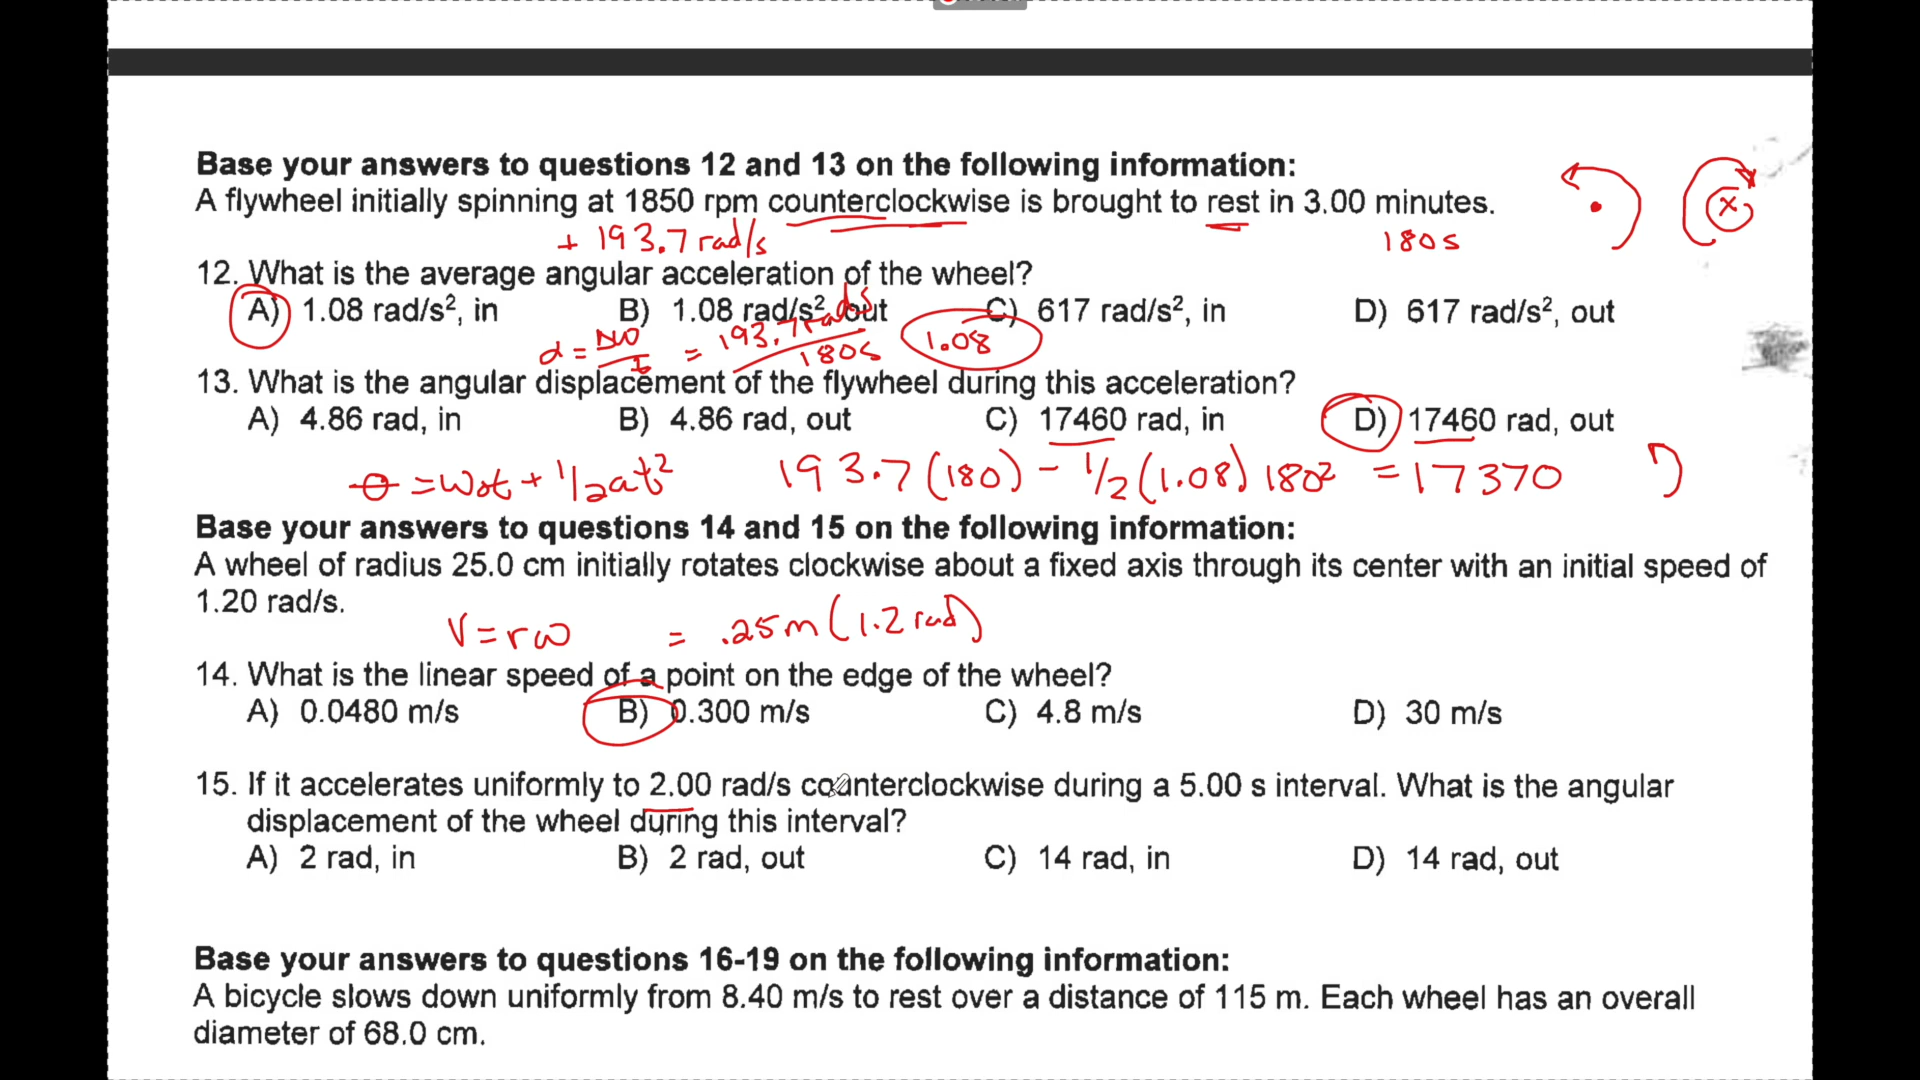 Base your answers to questions 12 and 13 on the following information:
A flywheel initially spinning at 1850 rpm counterclockwise is brought to rest in 3.00 minutes.
+ 193.7 rad/s
180s
12. What is the average angular acceleration of the wheel?
A) 1.08 rad/s², in B) 1.08 rad/s², out C) 617 rad/s², in D) 617 rad/s², out
α = Δω/t = 193.7 rad/s / 180s 1.08
13. What is the angular displacement of the flywheel during this acceleration?
A) 4.86 rad, in B) 4.86 rad, out C) 17460 rad, in D) 17460 rad, out
θ = ω₀t + 1/2 at² 193.7(180) - 1/2(1.08)180² = 17370
Base your answers to questions 14 and 15 on the following information:
A wheel of radius 25.0 cm initially rotates clockwise about a fixed axis through its center with an initial speed of
1.20 rad/s.
V = rω = .25m(1.2 rad)
14. What is the linear speed of a point on the edge of the wheel?
A) 0.0480 m/s B) 0.300 m/s C) 4.8 m/s D) 30 m/s
15. If it accelerates uniformly to 2.00 rad/s counterclockwise during a 5.00 s interval. What is the angular
displacement of the wheel during this interval?
A) 2 rad, in B) 2 rad, out C) 14 rad, in D) 14 rad, out
Base your answers to questions 16-19 on the following information:
A bicycle slows down uniformly from 8.40 m/s to rest over a distance of 115 m. Each wheel has an overall
diameter of 68.0 cm.